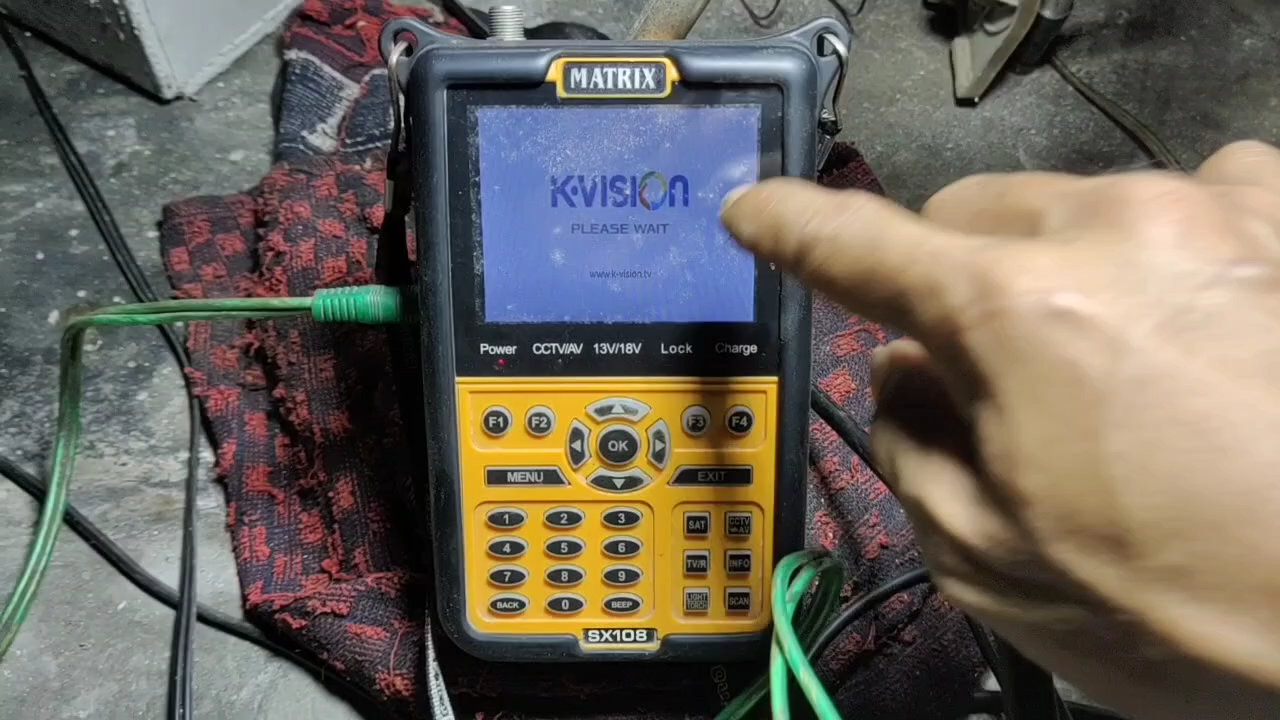 MATRIX
K-VISION
PLEASE WAIT
www.k-vision.tv
Power CCTV/AV 13V/18V Lock Charge
F1 F2 F3 F4
OK
MENU EXIT
1 2 3 SAT CCTV AV
4 5 6 TV/R INFO
7 8 9
BACK 0 BEEP LIGHT TORCH SCAN
SX108